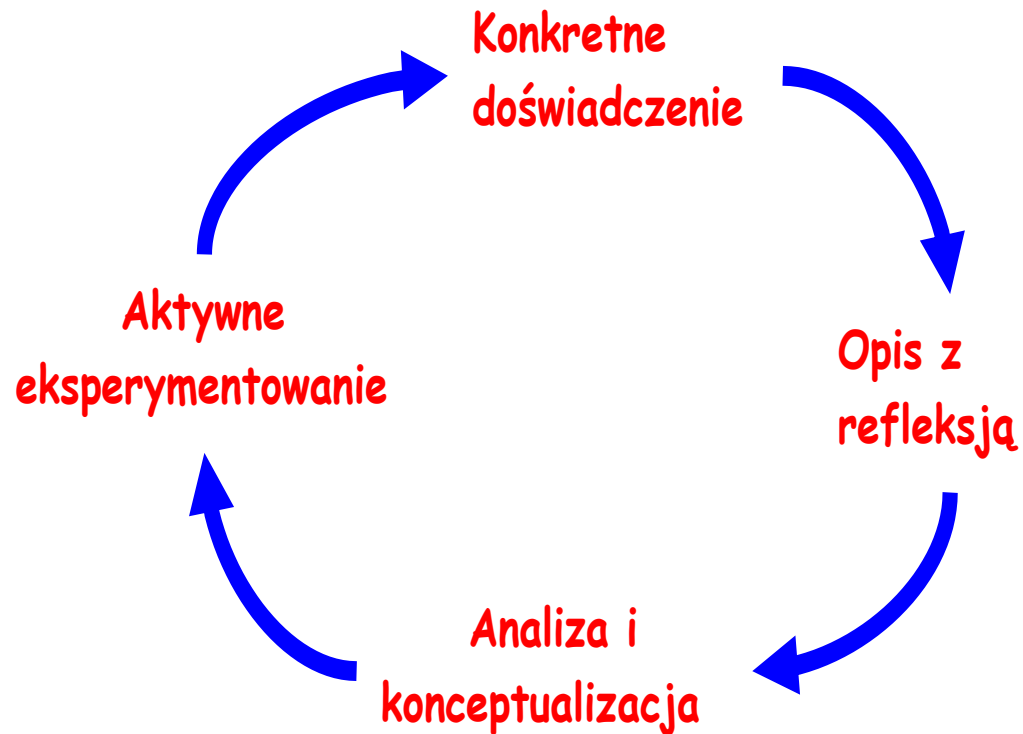 Konkretne
doświadczenie
Opis z
refleksją
Analiza i
konceptualizacja
Aktywne
eksperymentowanie